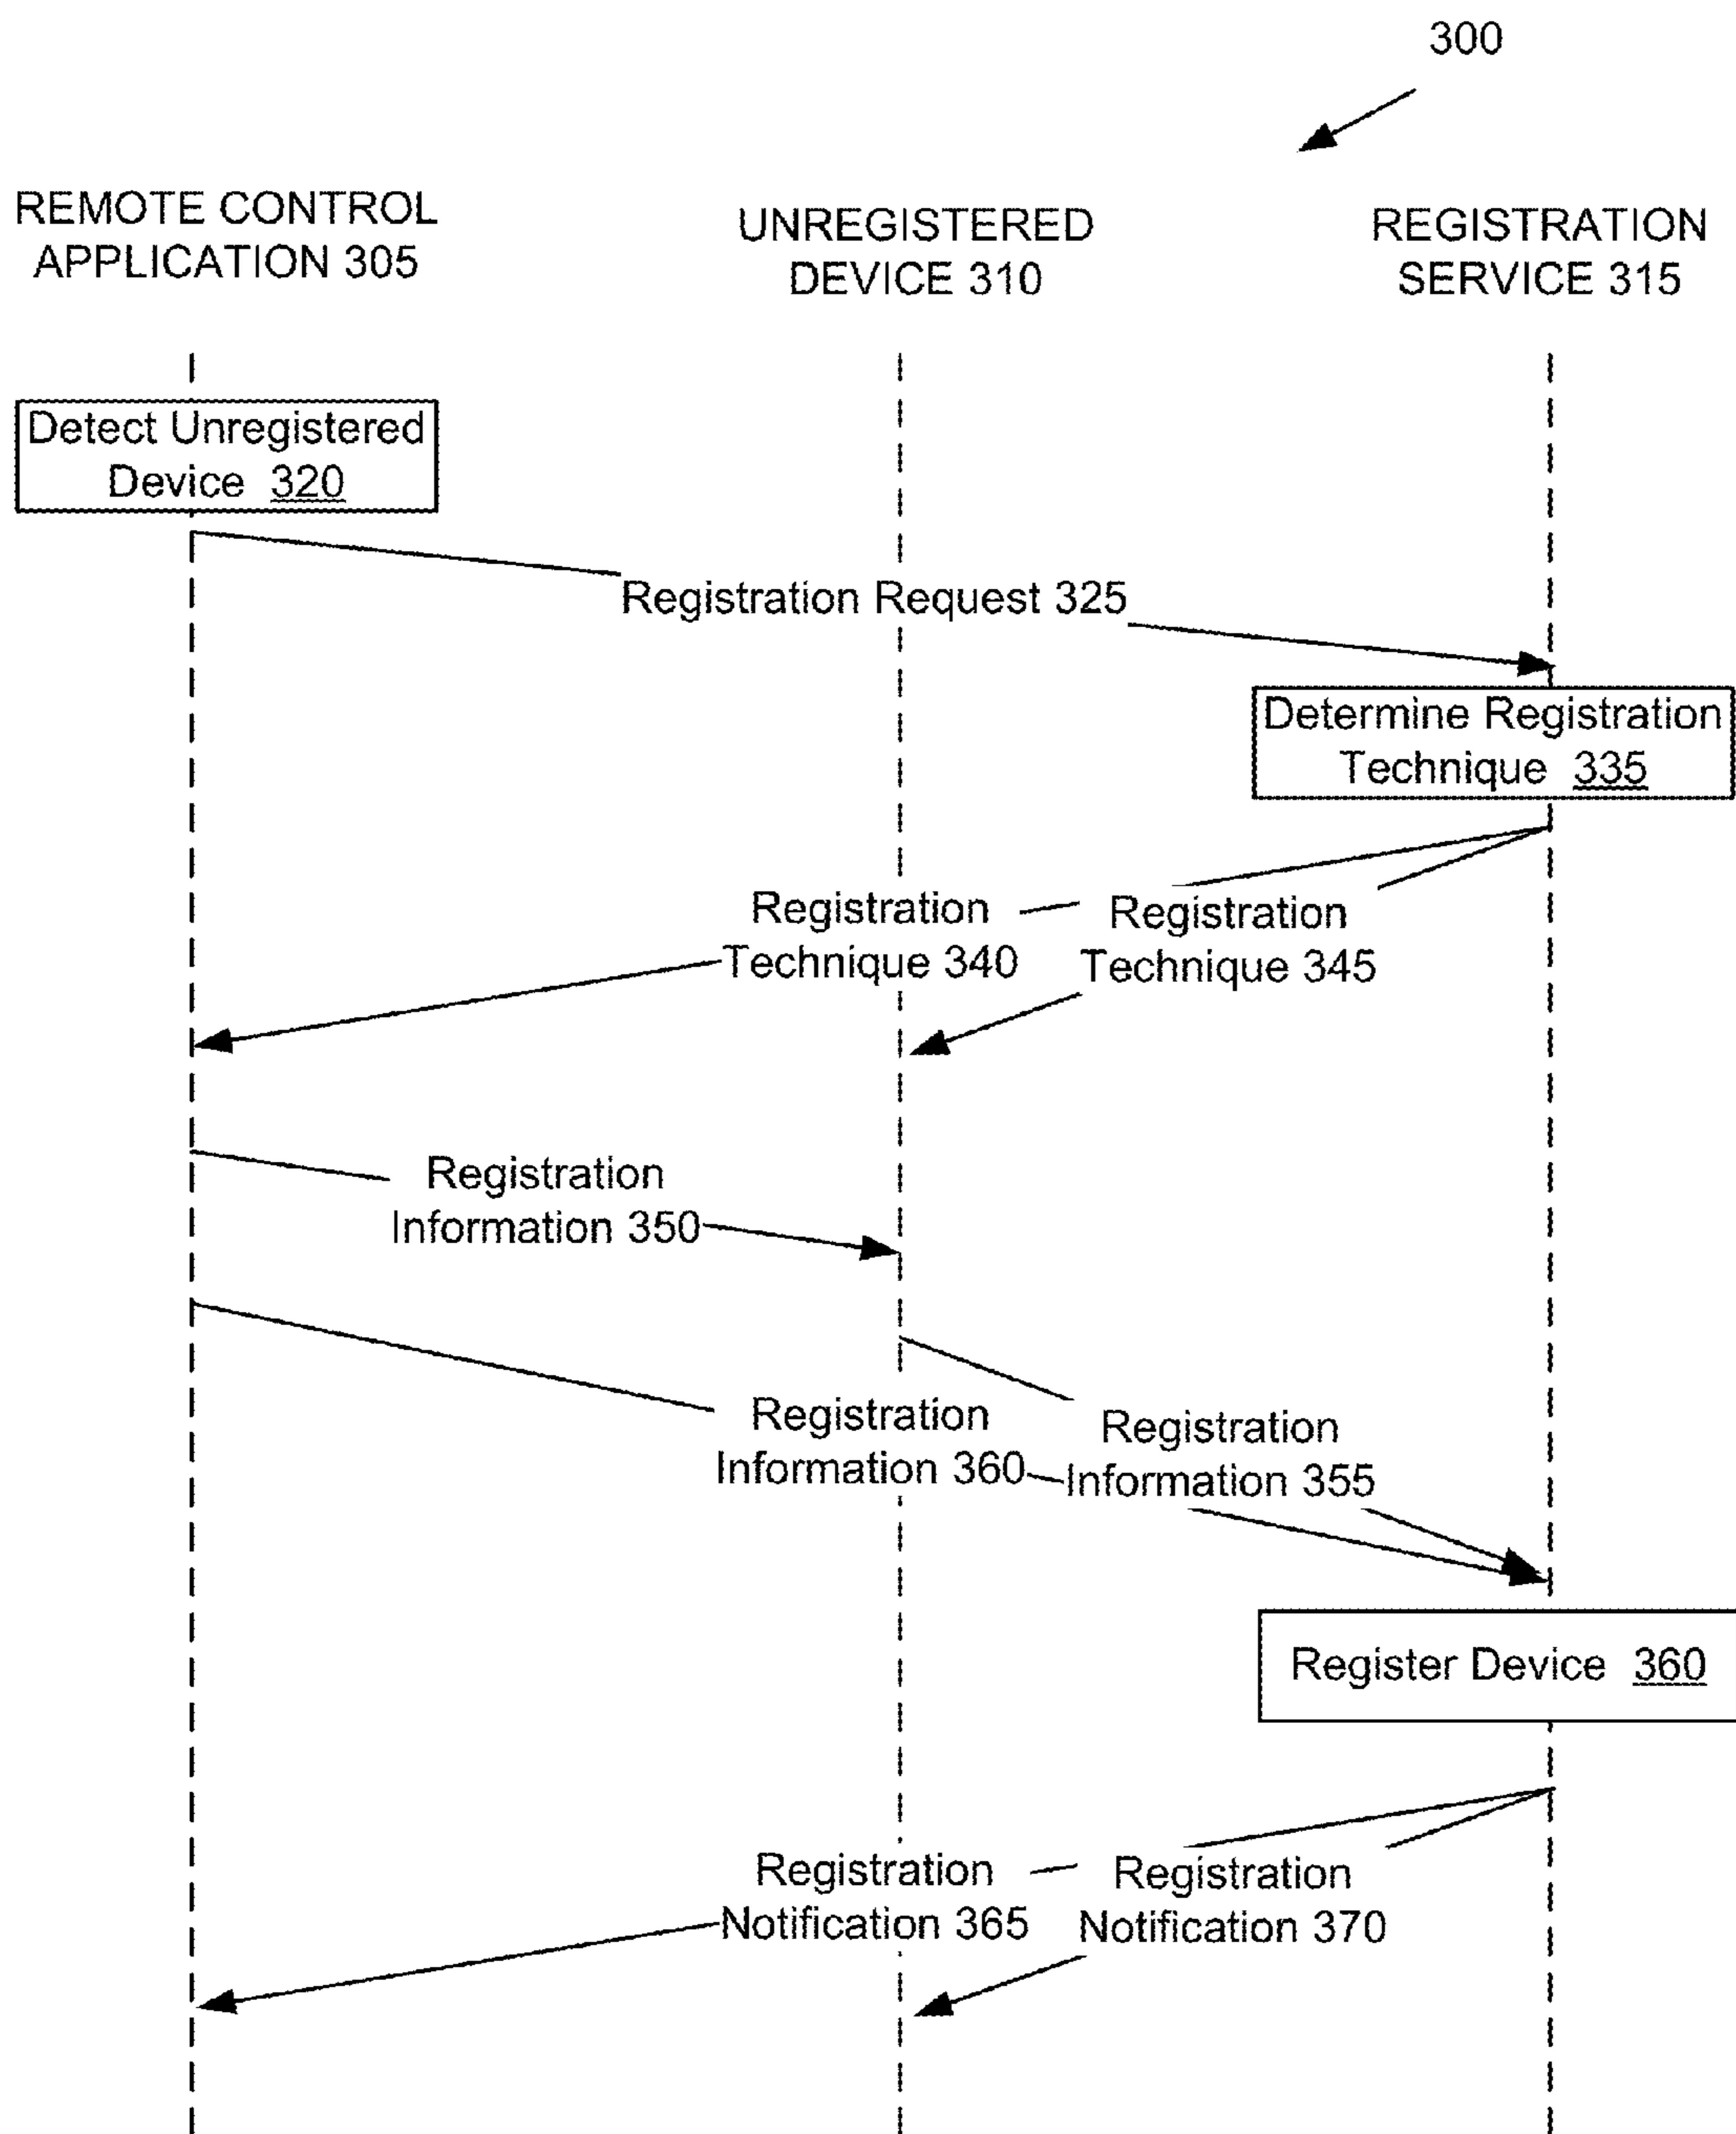 300
REMOTE CONTROL
APPLICATION 305
UNREGISTERED
DEVICE 310
REGISTRATION
SERVICE 315
Detect Unregistered
Device 320
Registration Request 325
Determine Registration
Technique 335
Registration
Technique 340
Registration
Technique 345
Registration
Information 350
Registration
Information 360
Registration
Information 355
Register Device 360
Registration
Notification 365
Registration
Notification 370